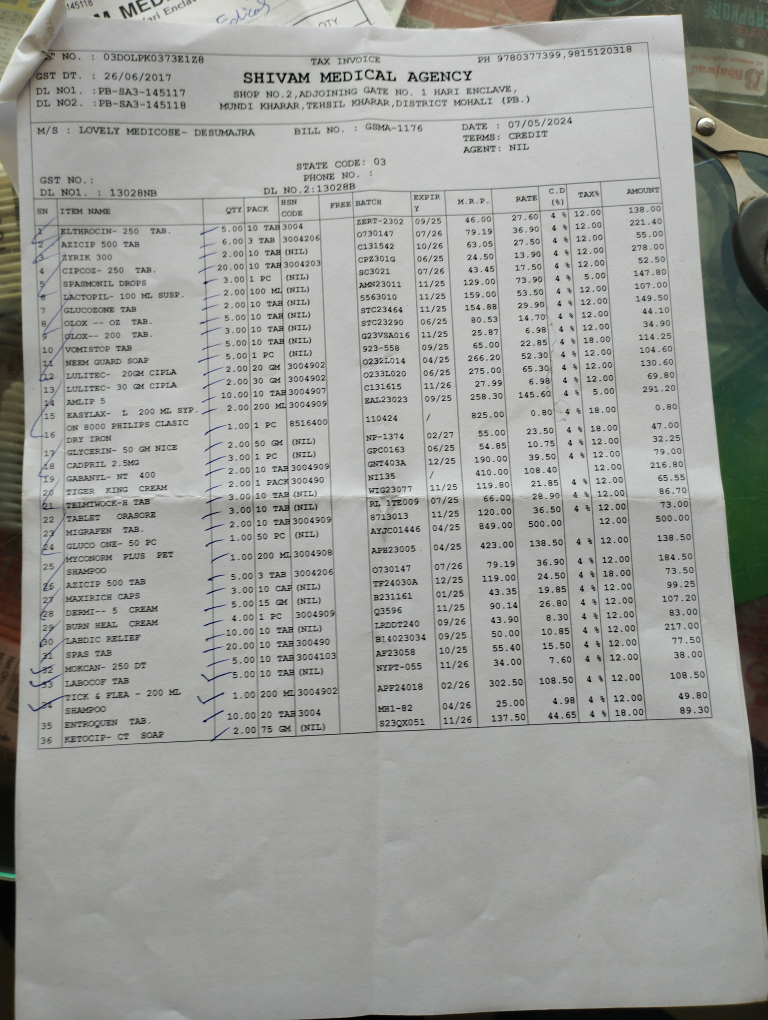 145118
M MED
ari Enclav
QTY
NO. : 03DOLPK0373E1Z8
TAX INVOICE
PH 9780377399,9815120318
GST DT. : 26/06/2017
SHIVAM MEDICAL AGENCY
DL NO1. :PB-SA3-145117
SHOP NO.2,ADJOINING GATE NO. 1 HARI ENCLAVE,
DL NO2. :PB-SA3-145118
MUNDI KHARAR,TEHSIL KHARAR,DISTRICT MOHALI (PB.)
M/S : LOVELY MEDICOSE- DESUMAJRA
BILL NO. : GSMA-1176
DATE : 07/05/2024
TERMS: CREDIT
AGENT: NIL
STATE CODE: 03
PHONE NO. :
GST NO.:
DL NO1. : 13028NB
DL NO.2:13028B
SN ITEM NAME QTY PACK HSN CODE FREE BATCH EXPIRY M.R.P. RATE C.D (%) TAX% AMOUNT
1 ELTHROCIN- 250 TAB. 5.00 10 TAB 3004 ZERT-2302 09/25 46.00 27.60 4 % 12.00 138.00
2 AZICIP 500 TAB 6.00 3 TAB 3004206 O730147 07/26 79.19 36.90 4 % 12.00 221.40
3 ZYRIK 300 2.00 10 TAB (NIL) C131542 10/26 63.05 27.50 4 % 12.00 55.00
4 CIPCOZ- 250 TAB. 20.00 10 TAB 3004203 CPZ301G 06/25 24.50 13.90 4 % 12.00 278.00
5 SPASMONIL DROPS 3.00 1 PC (NIL) SC3021 07/26 43.45 17.50 4 % 12.00 52.50
6 LACTOPIL- 100 ML SUSP. 2.00 100 ML (NIL) AMN23011 11/25 129.00 73.90 4 % 5.00 147.80
7 GLUCOZONE TAB 2.00 10 TAB (NIL) 5563010 11/25 159.00 53.50 4 % 12.00 107.00
8 OLOX -- OZ TAB. 5.00 10 TAB (NIL) STC23464 11/25 154.88 29.90 4 % 12.00 149.50
9 OLOX-- 200 TAB. 3.00 10 TAB (NIL) STC23290 06/25 80.53 14.70 4 % 12.00 44.10
10 VOMISTOP TAB 5.00 10 TAB (NIL) G23VSA016 11/25 25.87 6.98 4 % 12.00 34.90
11 NEEM GUARD SOAP 5.00 1 PC (NIL) 923-558 09/25 65.00 22.85 4 % 18.00 114.25
12 LULITEC- 20GM CIPLA 2.00 20 GM 3004902 O232L014 04/25 266.20 52.30 4 % 12.00 104.60
13 LULITEC- 30 GM CIPLA 2.00 30 GM 3004902 O233L020 06/25 275.00 65.30 4 % 12.00 130.60
14 AMLIP 5 10.00 10 TAB 3004907 C131615 11/26 27.99 6.98 4 % 12.00 69.80
15 EASYLAX- L 200 ML SYP. 2.00 200 ML 3004909 EAL23023 09/25 258.30 145.60 4 % 5.00 291.20
16 ON 8000 PHILIPS CLASIC DRY IRON 1.00 1 PC 8516400 110424 / 825.00 0.80 4 % 18.00 0.80
17 GLYCERIN- 50 GM NICE 2.00 50 GM (NIL) NP-1374 02/27 55.00 23.50 4 % 18.00 47.00
18 CADPRIL 2.5MG 3.00 1 PC (NIL) GPC0163 06/25 54.85 10.75 4 % 12.00 32.25
19 GABANYL- NT 400 2.00 10 TAB 3004909 GNT403A 12/25 190.00 39.50 4 % 12.00 79.00
20 TIGER KING CREAM 2.00 1 PACK 300490 NI135 / 410.00 108.40 12.00 216.80
21 TELMIWOCK-H TAB 3.00 10 TAB (NIL) WIG23077 11/25 119.80 21.85 4 % 12.00 65.55
22 TABLET ORASORE 3.00 10 TAB (NIL) RL 1TE009 07/25 66.00 28.90 4 % 12.00 86.70
23 MIGRAFEN TAB. 2.00 10 TAB 3004909 8713013 11/25 120.00 36.50 4 % 12.00 73.00
24 GLUCO ONE- 50 PC 1.00 50 PC (NIL) AYJC01446 04/25 849.00 500.00 12.00 500.00
25 MYCONORM PLUS PET SHAMPOO 1.00 200 ML 3004908 APH23005 04/25 423.00 138.50 4 % 12.00 138.50
26 AZICIP 500 TAB 5.00 3 TAB 3004206 O730147 07/26 79.19 36.90 4 % 12.00 184.50
27 MAXIRICH CAPS 3.00 10 CAP (NIL) TF24030A 12/25 119.00 24.50 4 % 18.00 73.50
28 DERMI-- 5 CREAM 5.00 15 GM (NIL) B231161 01/25 43.35 19.85 4 % 12.00 99.25
29 BURN HEAL CREAM 4.00 1 PC 3004909 Q3596 11/25 90.14 26.80 4 % 12.00 107.20
30 LABDIC RELIEF 10.00 10 TAB (NIL) LRDDT240 09/26 43.90 8.30 4 % 12.00 83.00
31 SPAS TAB 20.00 10 TAB 300490 B14023034 09/25 50.00 10.85 4 % 12.00 217.00
32 MOKCAN- 250 DT 5.00 10 TAB 3004103 AF23058 10/25 55.40 15.50 4 % 12.00 77.50
33 LABOCOF TAB 5.00 10 TAB (NIL) NYPT-055 11/26 34.00 7.60 4 % 12.00 38.00
34 TICK & FLEA - 200 ML SHAMPOO 1.00 200 ML 3004902 APF24018 02/26 302.50 108.50 4 % 12.00 108.50
35 ENTROQUEN TAB. 10.00 20 TAB 3004 MH1-82 04/26 25.00 4.98 4 % 12.00 49.80
36 KETOCIP- CT SOAP 2.00 75 GM (NIL) S23QX051 11/26 137.50 44.65 4 % 18.00 89.30